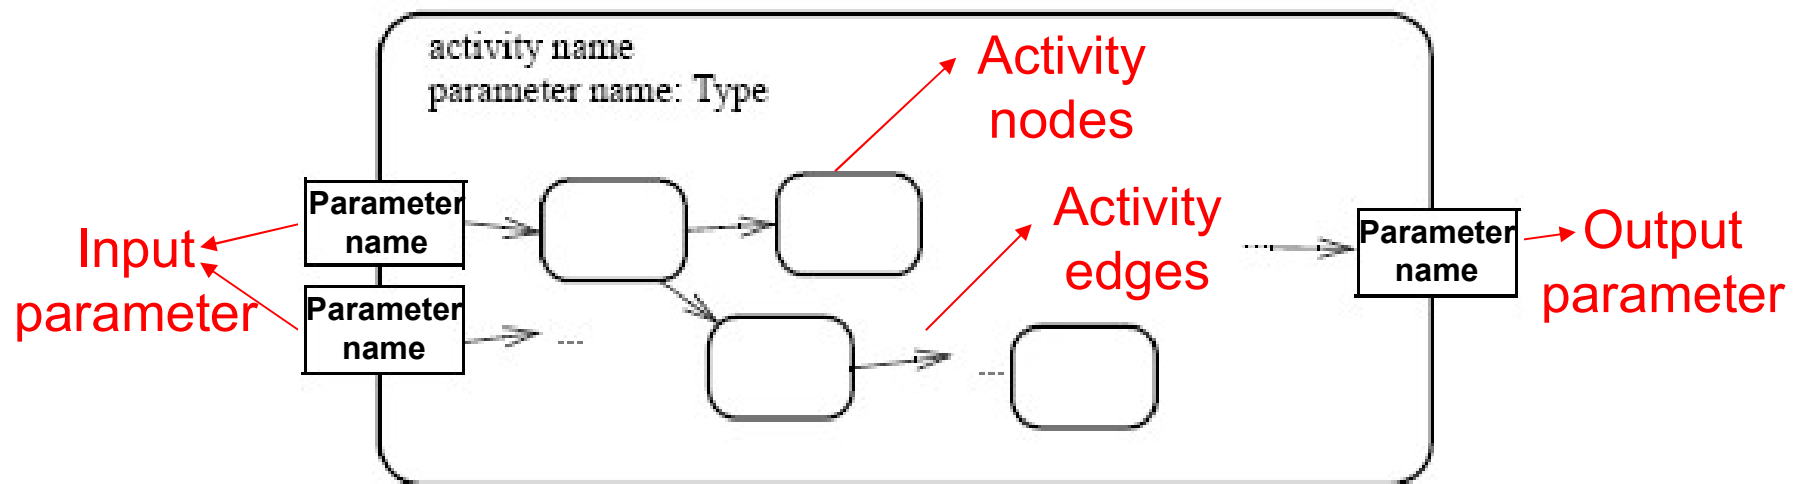 activity name
parameter name: Type
Activity
nodes
Parameter
name
Input
parameter
Parameter
name
Activity
edges
...
...
...
Parameter
name
Output
parameter